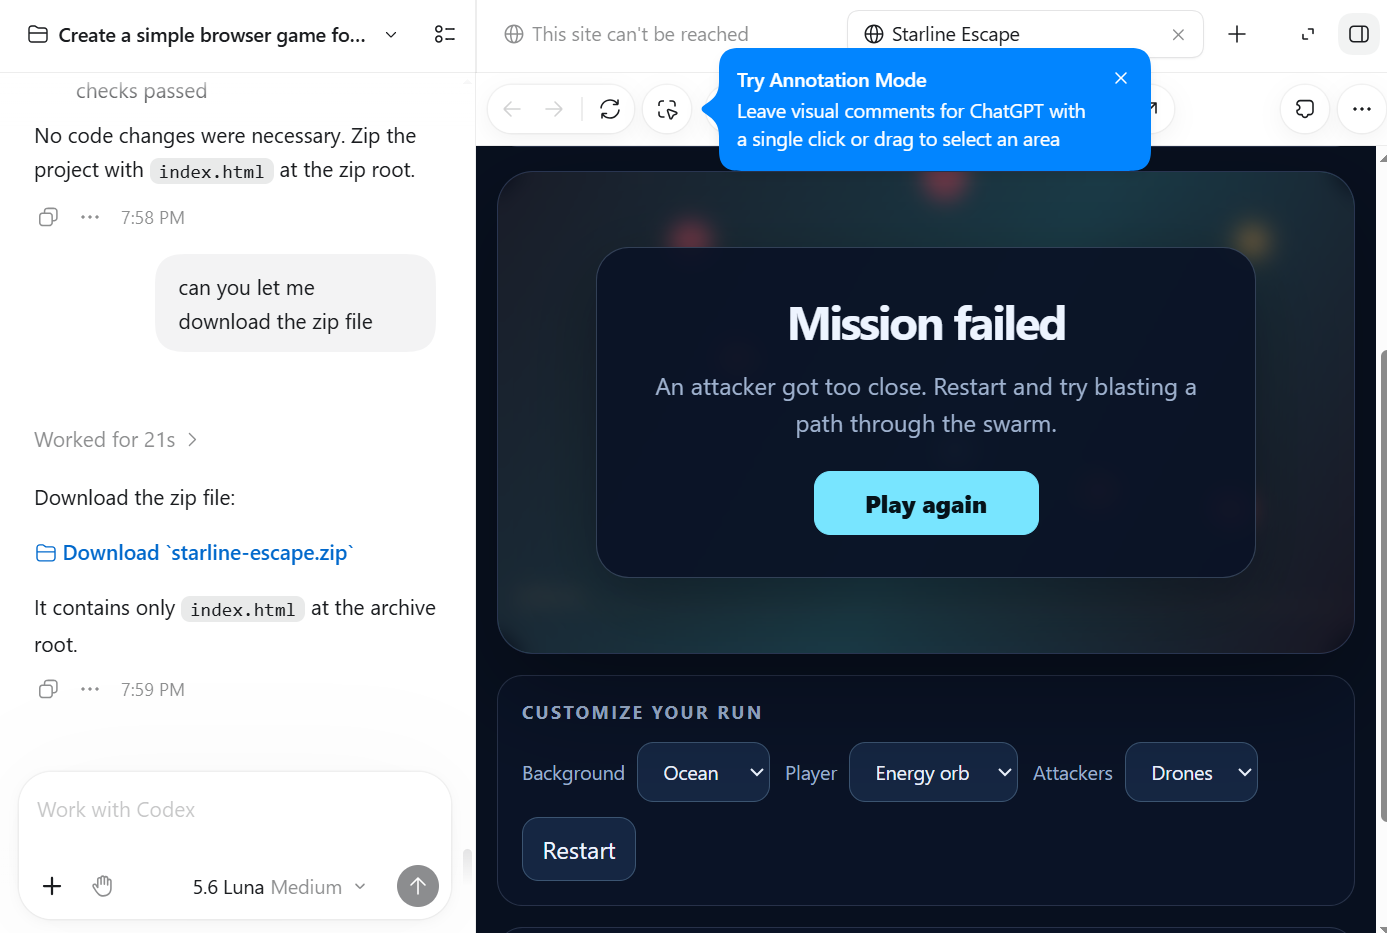 Create a simple browser game fo...
This site can't be reached
Starline Escape
Try Annotation Mode
Leave visual comments for ChatGPT with
a single click or drag to select an area
checks passed
No code changes were necessary. Zip the
project with index.html at the zip root.
7:58 PM
can you let me
download the zip file
Worked for 21s
Download the zip file:
Download `starline-escape.zip`
It contains only index.html at the archive
root.
7:59 PM
Work with Codex
5.6 Luna Medium
Mission failed
An attacker got too close. Restart and try blasting a
path through the swarm.
Play again
CUSTOMIZE YOUR RUN
Background Ocean Player Energy orb Attackers Drones
Restart